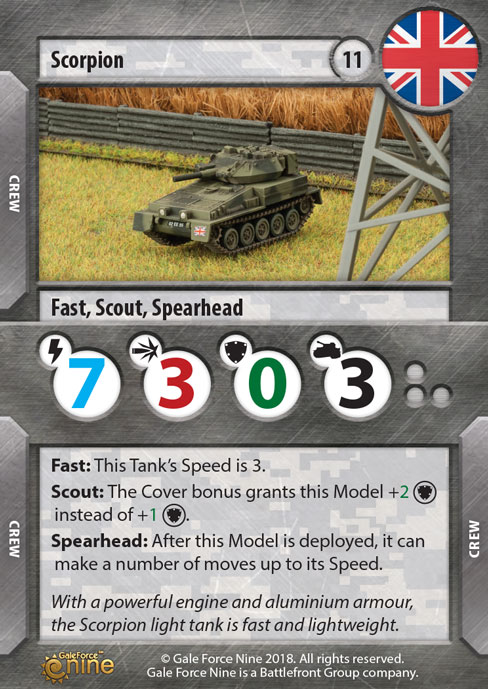 Scorpion
11
CREW
Fast, Scout, Spearhead
7 3 0 3
Fast: This Tank's Speed is 3.
Scout: The Cover bonus grants this Model +2
instead of +1 .
Spearhead: After this Model is deployed, it can
make a number of moves up to its Speed.
With a powerful engine and aluminium armour,
the Scorpion light tank is fast and lightweight.
CREW
CREW
GaleForce™
nine
© Gale Force Nine 2018. All rights reserved.
Gale Force Nine is a Battlefront Group company.